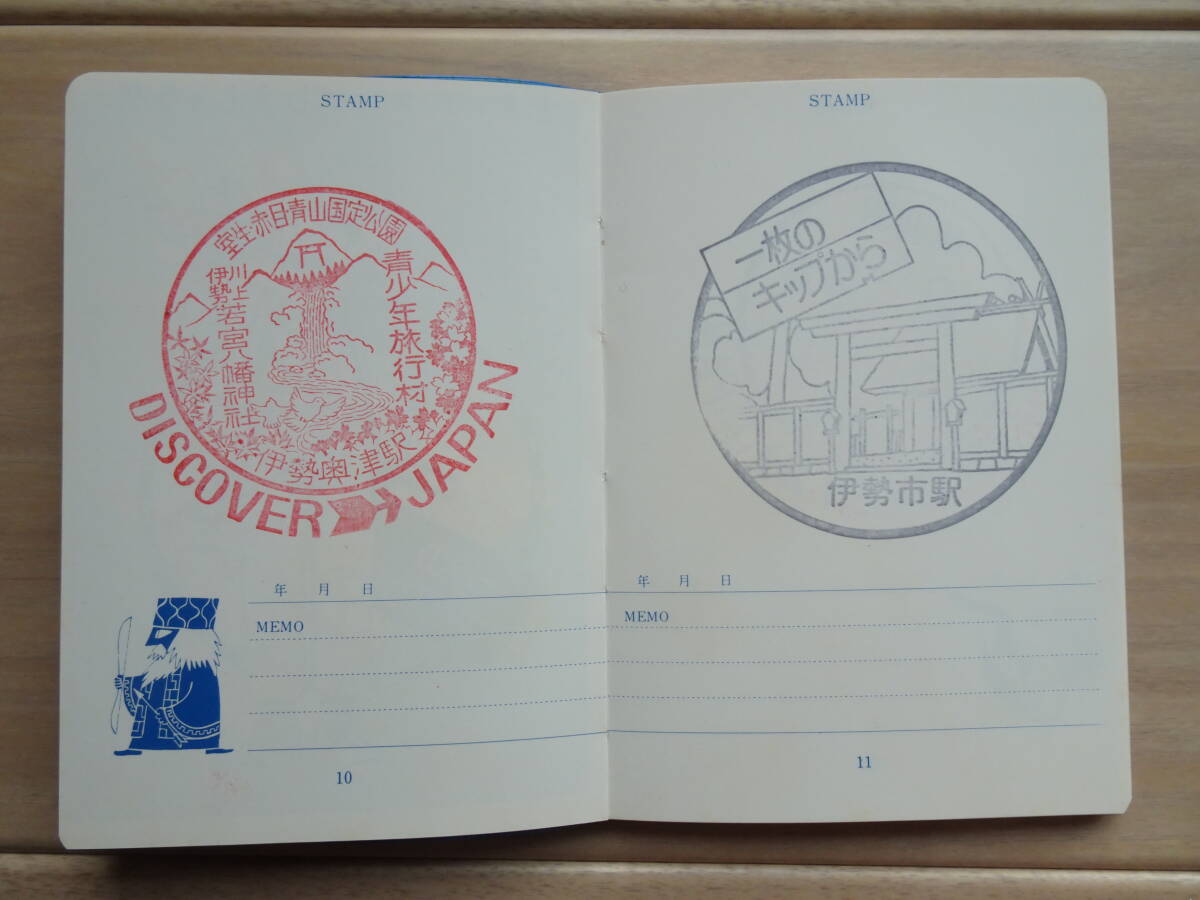 STAMP
室生・赤目青山国定公園
青少年旅行村
川上
伊勢
若宮八幡神社
伊勢奥津駅
DISCOVER JAPAN
年 月 日
MEMO
10
STAMP
一枚の
キップから
伊勢市駅
年 月 日
MEMO
11